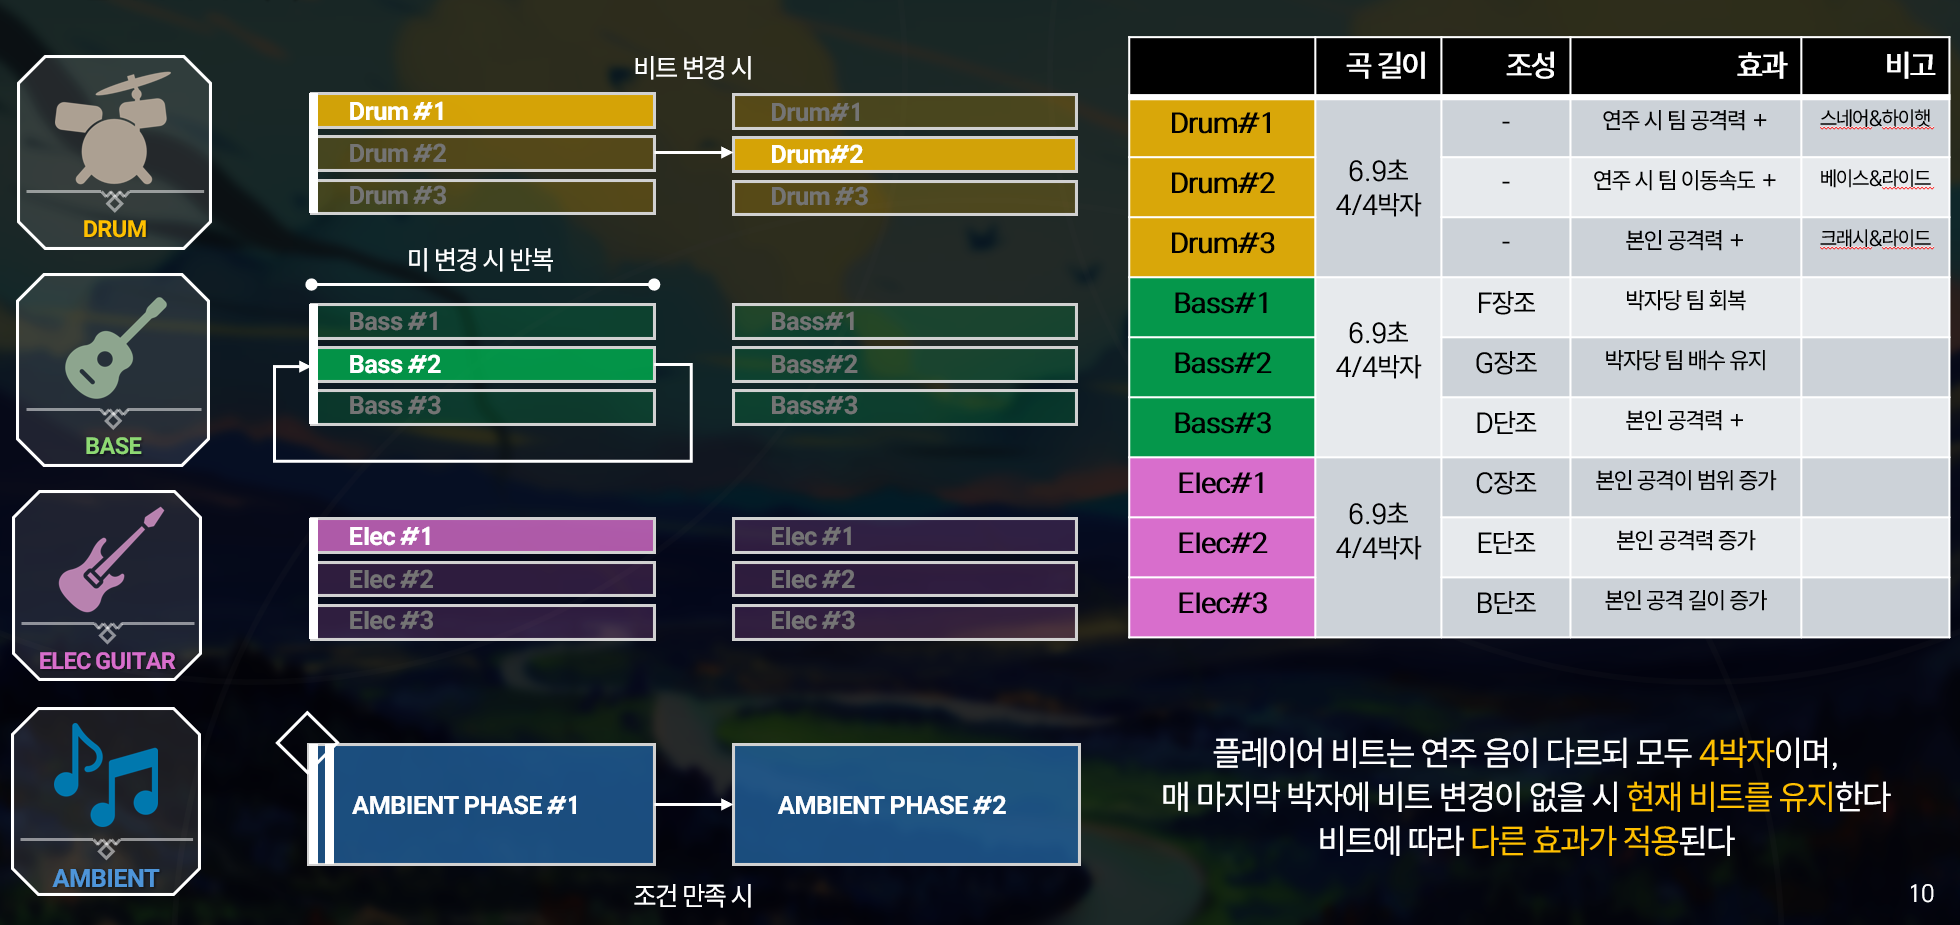 DRUM
비트 변경 시
Drum #1
Drum #2
Drum #3
Drum#1
Drum#2
Drum #3
BASE
미 변경 시 반복
Bass #1
Bass #2
Bass #3
Bass#1
Bass#2
Bass#3
ELEC GUITAR
Elec #1
Elec #2
Elec #3
Elec #1
Elec #2
Elec #3
AMBIENT
AMBIENT PHASE #1
AMBIENT PHASE #2
조건 만족 시
곡 길이 조성 효과 비고
Drum#1 - 연주 시 팀 공격력 + 스네어&하이햇
6.9초
4/4박자
Drum#2 - 연주 시 팀 이동속도 + 베이스&라이드
Drum#3 - 본인 공격력 + 크래시&라이드
Bass#1 F장조 박자당 팀 회복
6.9초
4/4박자
Bass#2 G장조 박자당 팀 배수 유지
Bass#3 D단조 본인 공격력 +
Elec#1 C장조 본인 공격이 범위 증가
6.9초
4/4박자
Elec#2 E단조 본인 공격력 증가
Elec#3 B단조 본인 공격 길이 증가
플레이어 비트는 연주 음이 다르되 모두 4박자이며,
매 마지막 박자에 비트 변경이 없을 시 현재 비트를 유지한다
비트에 따라 다른 효과가 적용된다
10